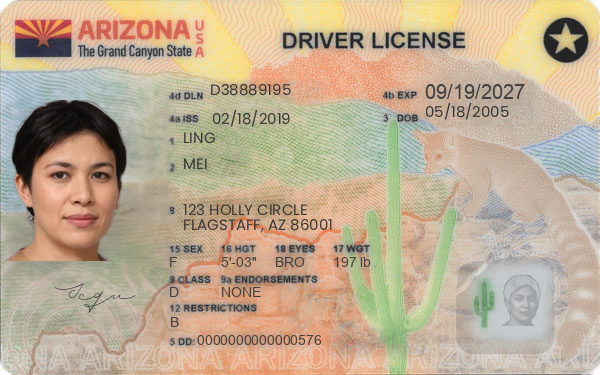 ARIZONA USA
The Grand Canyon State
DRIVER LICENSE
4d DLN D38889195
4b EXP 09/19/2027
4a ISS 02/18/2019
3 DOB 05/18/2005
1 LING
2 MEI
8 123 HOLLY CIRCLE
FLAGSTAFF, AZ 86001
15 SEX 16 HGT 18 EYES 17 WGT
F 5'-03" BRO 197 lb
9 CLASS 9a ENDORSEMENTS
D NONE
12 RESTRICTIONS
B
5 DD: 0000000000000576
ONA ARIZONA ARIZONA ARIZONA ARIZONA ARIZ